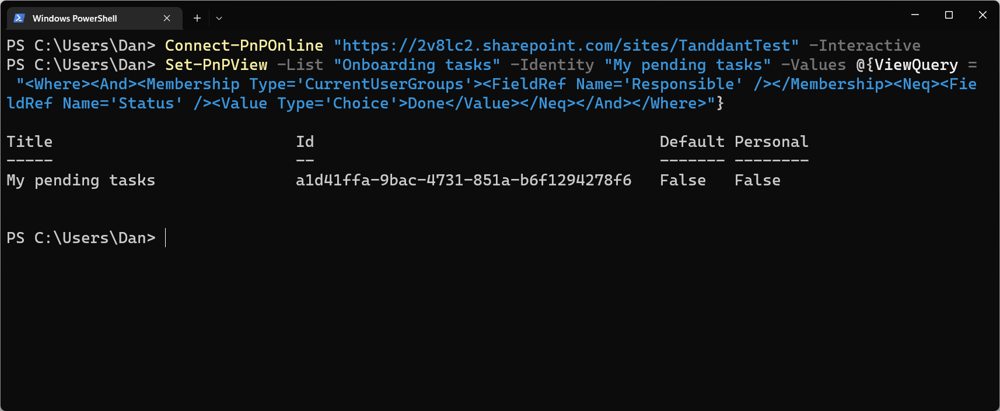 Windows PowerShell
PS C:\Users\Dan> Connect-PnPOnline "https://2v8lc2.sharepoint.com/sites/TanddantTest" -Interactive
PS C:\Users\Dan> Set-PnPView -List "Onboarding tasks" -Identity "My pending tasks" -Values @{ViewQuery =
 "<Where><And><Membership Type='CurrentUserGroups'><FieldRef Name='Responsible' /></Membership><Neq><Fie
ldRef Name='Status' /><Value Type='Choice'>Done</Value></Neq></And></Where>"}
Title                          Id                                     Default Personal
-----                          --                                     ------- --------
My pending tasks               a1d41ffa-9bac-4731-851a-b6f1294278f6   False   False
PS C:\Users\Dan>